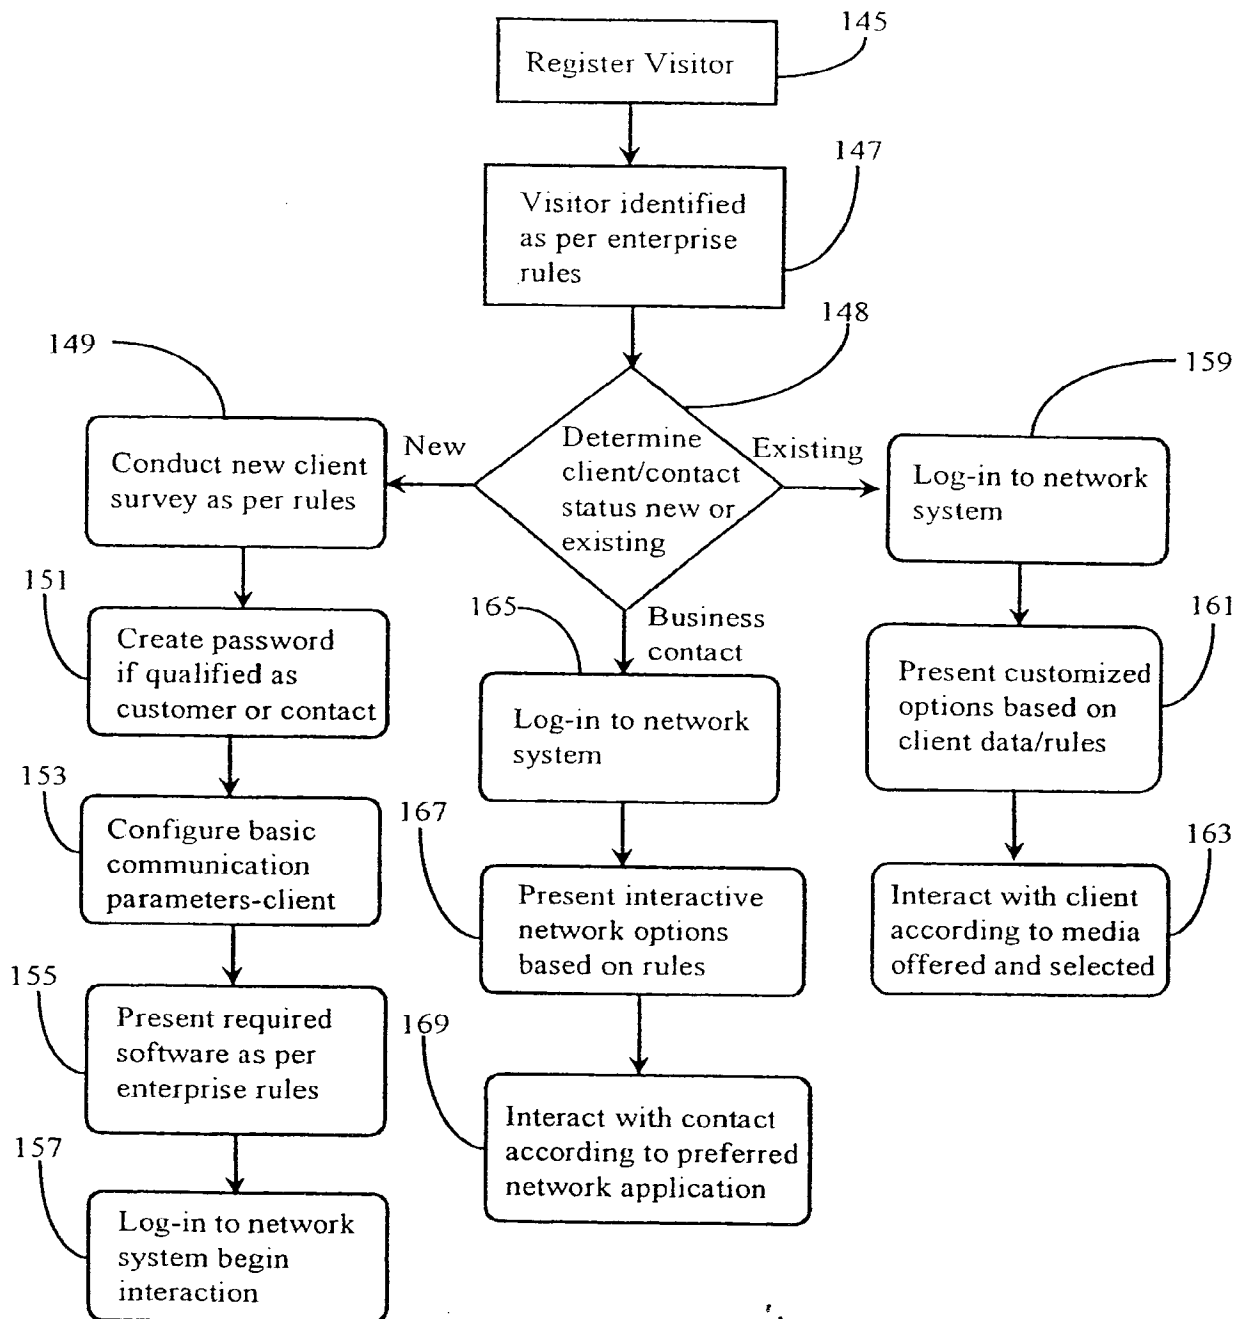 145
Register Visitor
147
Visitor identified
as per enterprise
rules
148
149
159
New
Determine
client/contact
status new or
existing
Existing
Conduct new client
survey as per rules
Log-in to network
system
151
Create password
if qualified as
customer or contact
165
Business
contact
161
Log-in to network
system
Present customized
options based on
client data/rules
153
Configure basic
communication
parameters-client
167
Present interactive
network options
based on rules
163
Interact with client
according to media
offered and selected
155
Present required
software as per
enterprise rules
169
Interact with contact
according to preferred
network application
157
Log-in to network
system begin
interaction